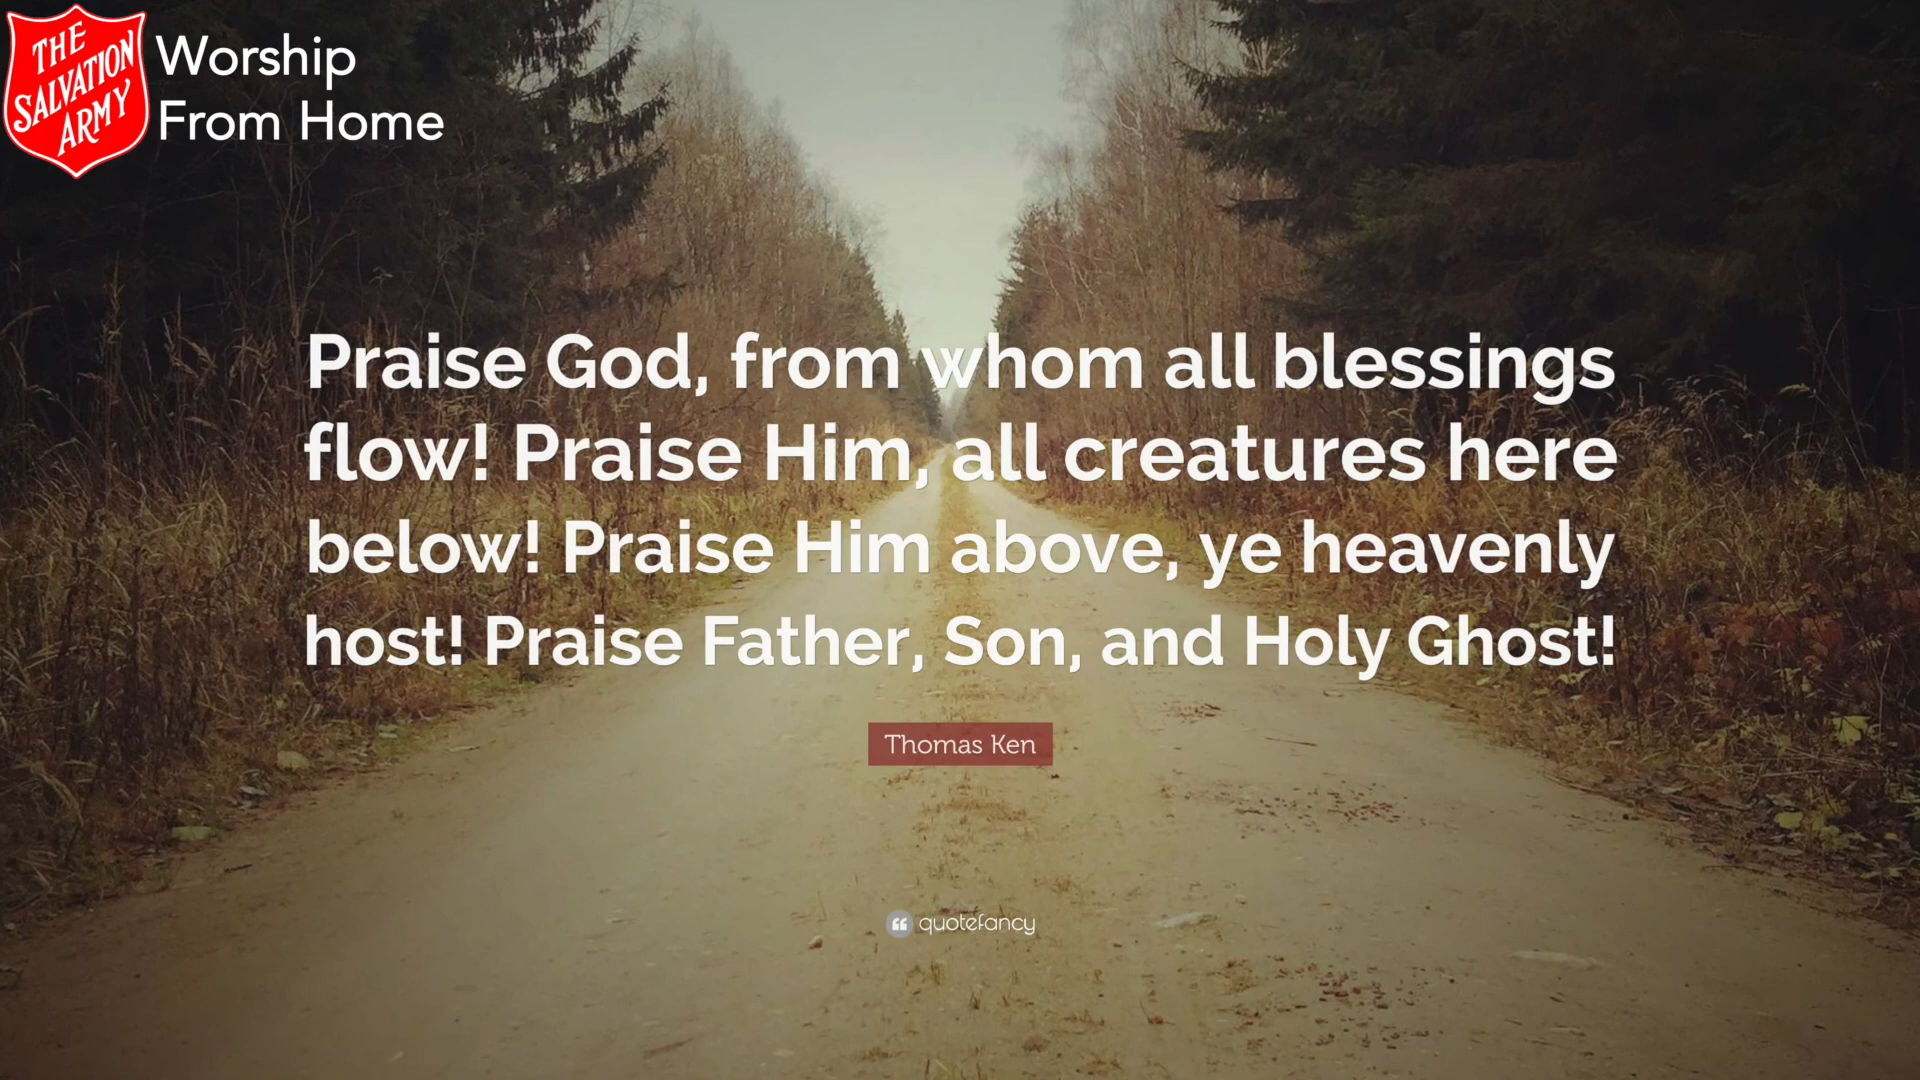 THE
SALVATION
ARMY
Worship
From Home
Praise God, from whom all blessings
flow! Praise Him, all creatures here
below! Praise Him above, ye heavenly
host! Praise Father, Son, and Holy Ghost!
Thomas Ken
quotefancy